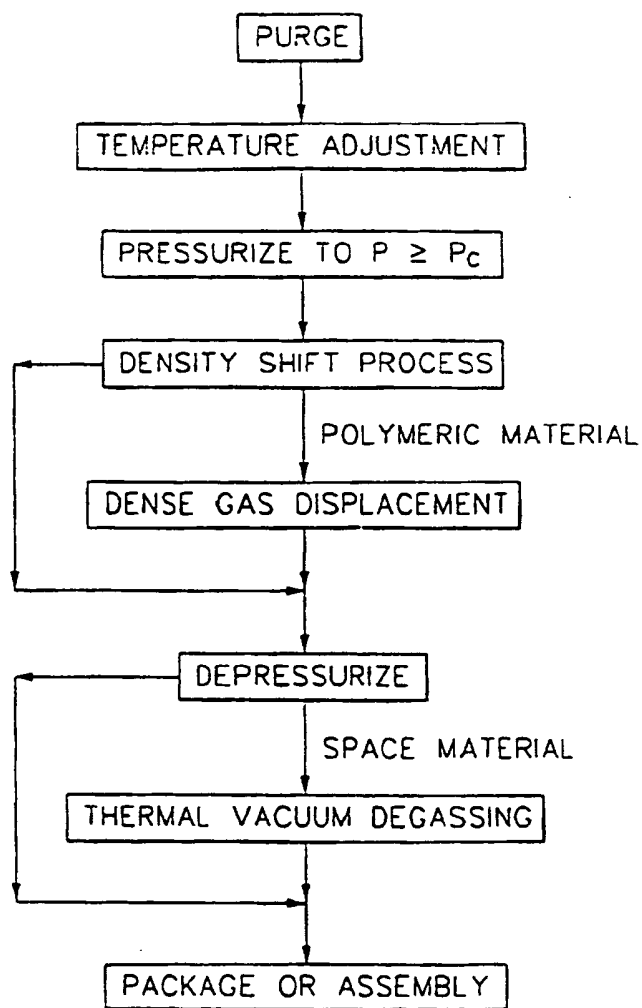 PURGE
TEMPERATURE ADJUSTMENT
PRESSURIZE TO P ≥ Pc
DENSITY SHIFT PROCESS
POLYMERIC MATERIAL
DENSE GAS DISPLACEMENT
DEPRESSURIZE
SPACE MATERIAL
THERMAL VACUUM DEGASSING
PACKAGE OR ASSEMBLY